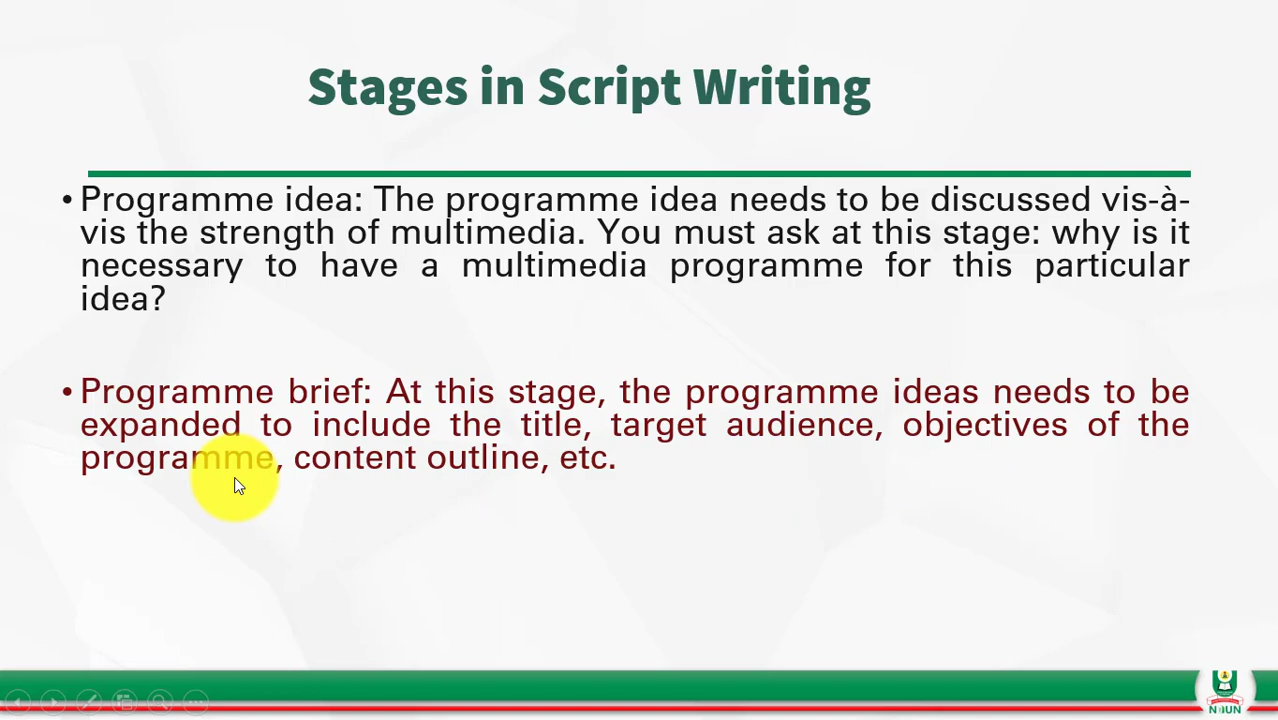 Stages in Script Writing
• Programme idea: The programme idea needs to be discussed vis-à-
vis the strength of multimedia. You must ask at this stage: why is it
necessary to have a multimedia programme for this particular
idea?
• Programme brief: At this stage, the programme ideas needs to be
expanded to include the title, target audience, objectives of the
programme, content outline, etc.
NOUN